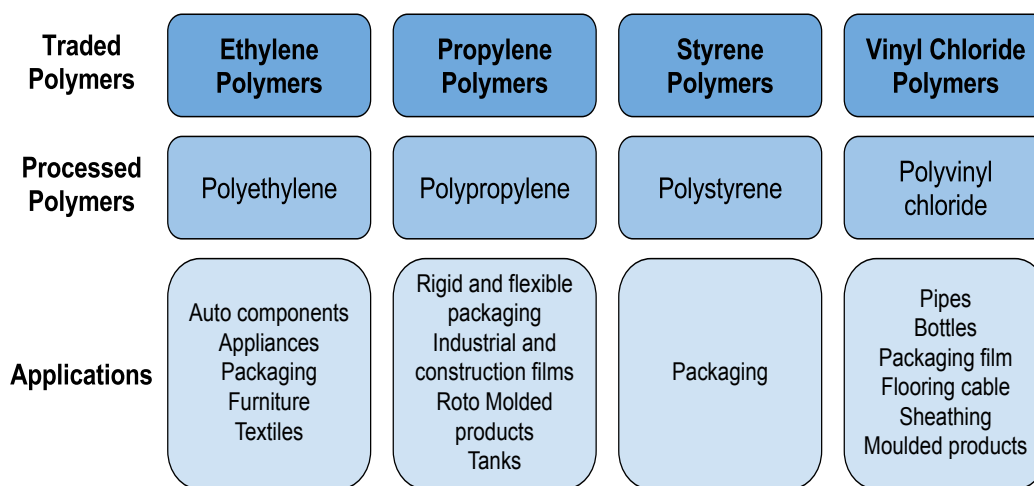 Traded
Polymers
Ethylene
Polymers
Propylene
Polymers
Styrene
Polymers
Vinyl Chloride
Polymers
Processed
Polymers
Polyethylene
Polypropylene
Polystyrene
Polyvinyl
chloride
Applications
Auto components
Appliances
Packaging
Furniture
Textiles
Rigid and flexible
packaging
Industrial and
construction films
Roto Molded
products
Tanks
Packaging
Pipes
Bottles
Packaging film
Flooring cable
Sheathing
Moulded products